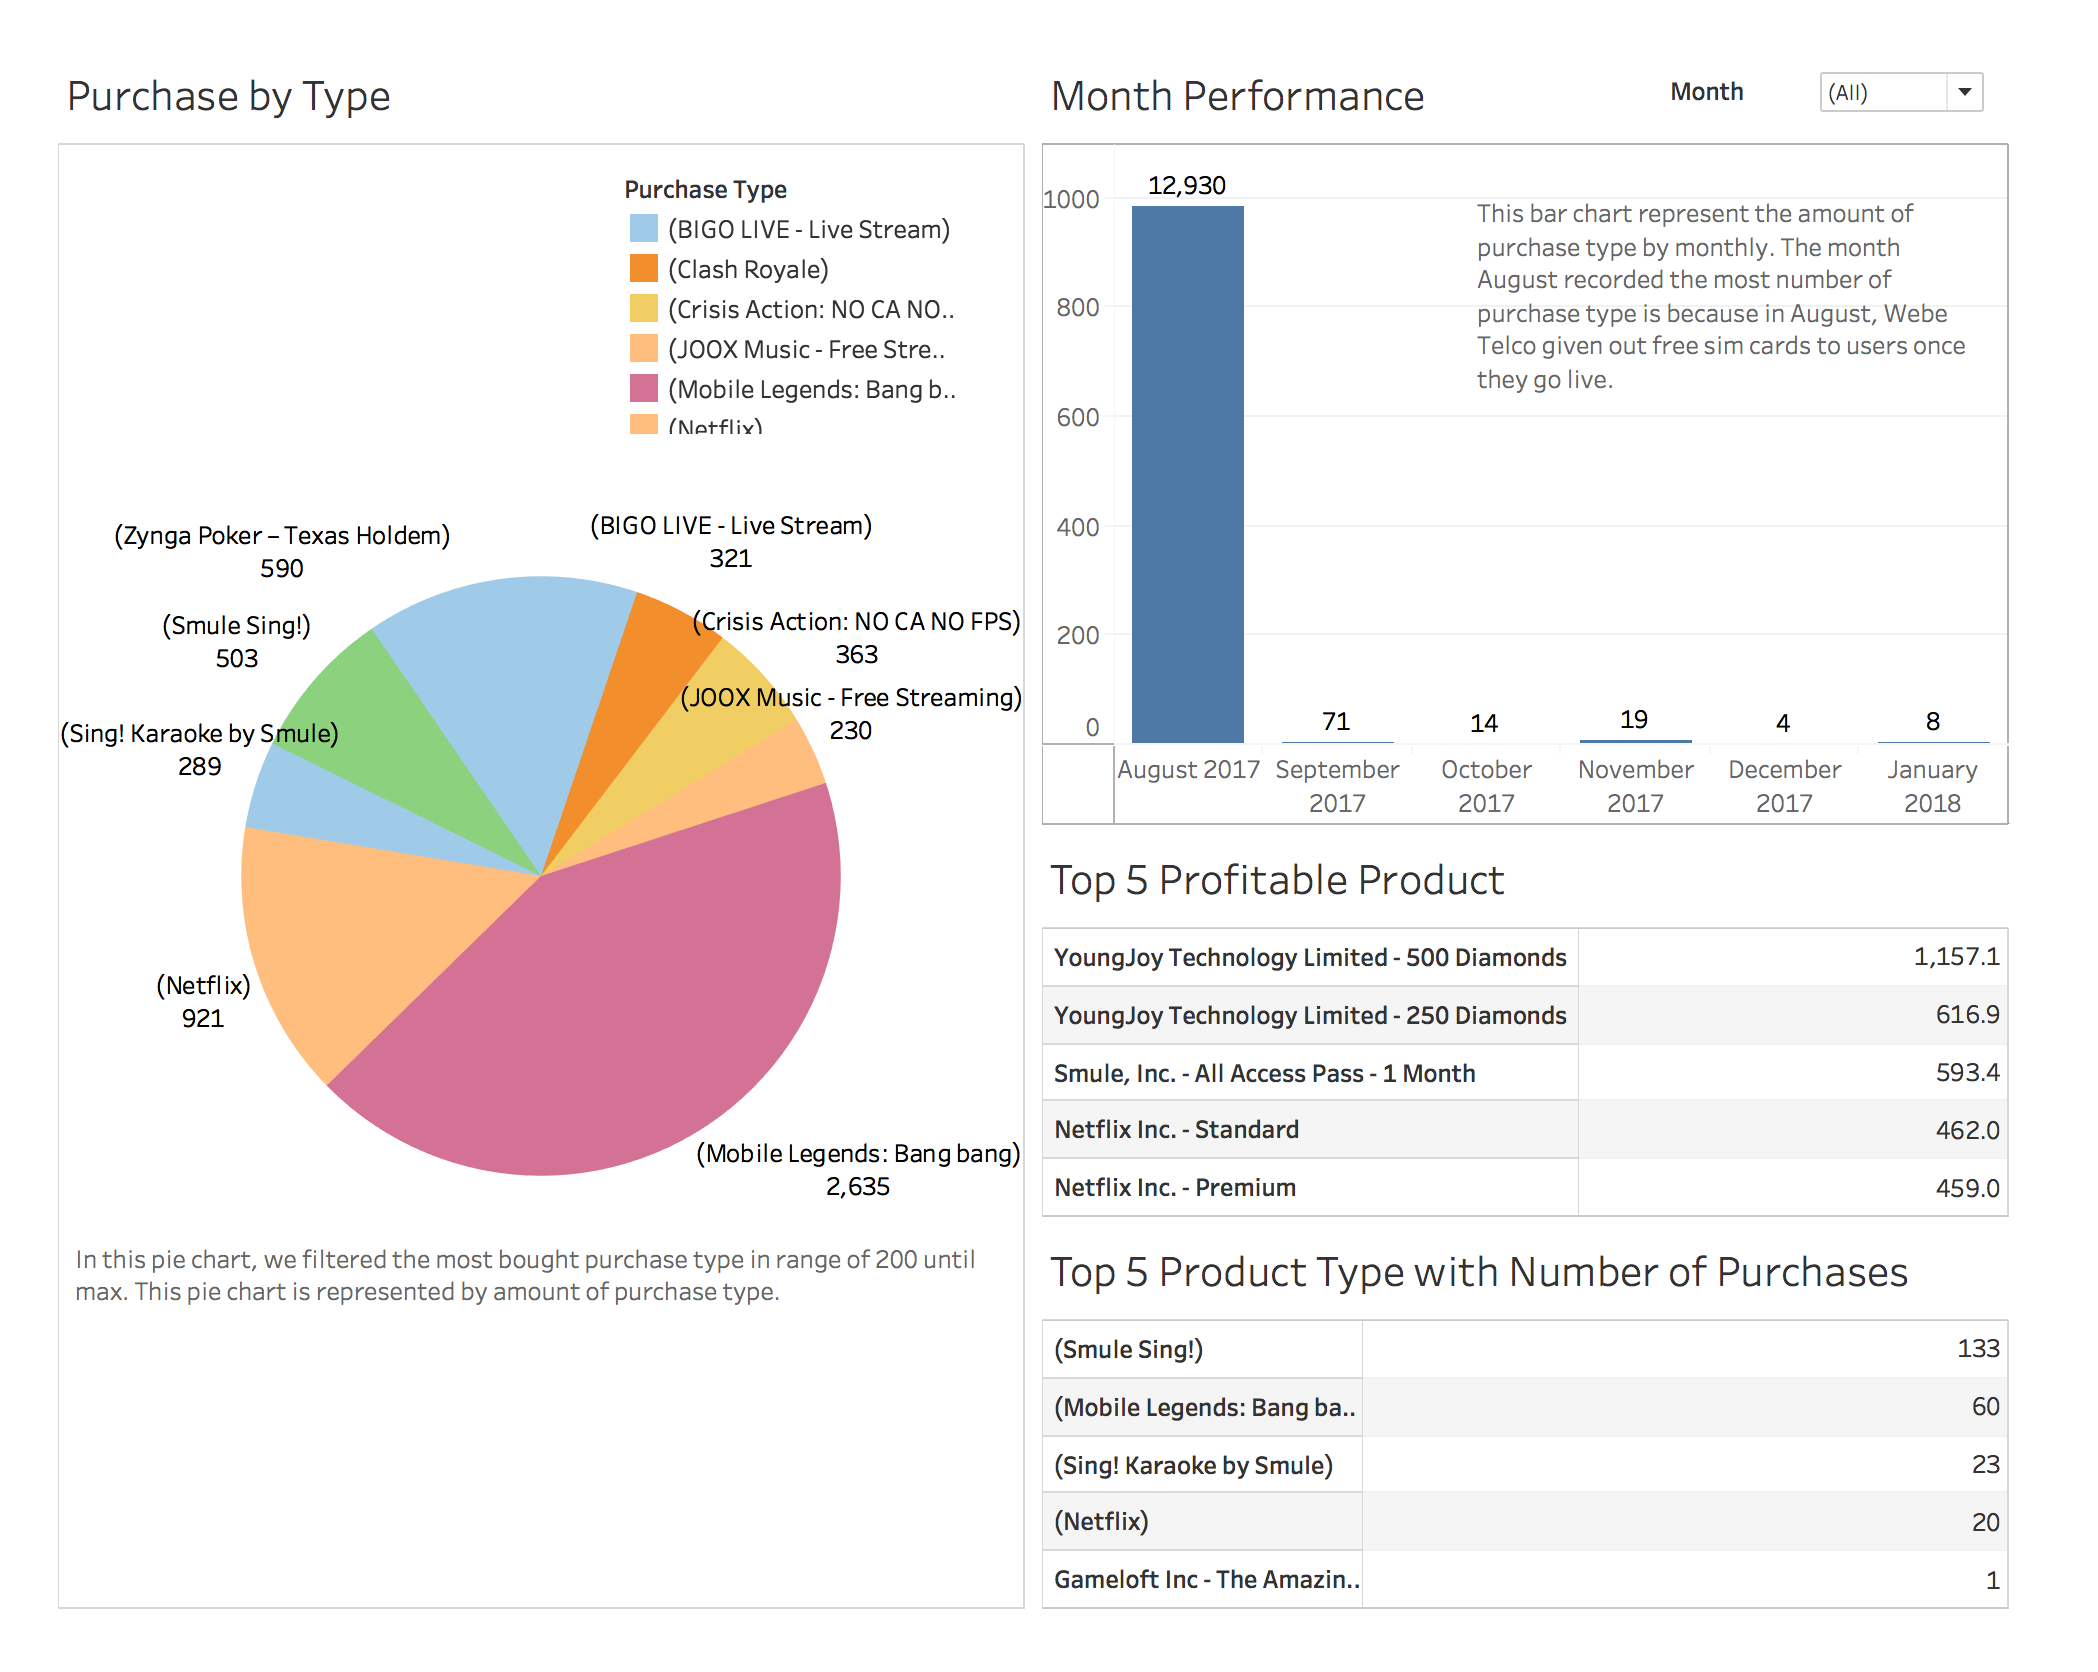 Purchase by Type
Purchase Type
(BIGO LIVE - Live Stream)
(Clash Royale)
(Crisis Action: NO CA NO..
(JOOX Music - Free Stre..
(Mobile Legends: Bang b..
(Netflix)
(Zynga Poker – Texas Holdem)
590
(BIGO LIVE - Live Stream)
321
(Smule Sing!)
503
(Crisis Action: NO CA NO FPS)
363
(JOOX Music - Free Streaming)
230
(Sing! Karaoke by Smule)
289
(Netflix)
921
(Mobile Legends: Bang bang)
2,635
In this pie chart, we filtered the most bought purchase type in range of 200 until
max. This pie chart is represented by amount of purchase type.
Month Performance
Month
(All)
1000
800
600
400
200
0
12,930
71
14
19
4
8
This bar chart represent the amount of
purchase type by monthly. The month
August recorded the most number of
purchase type is because in August, Webe
Telco given out free sim cards to users once
they go live.
August 2017 September October November December January
2017 2017 2017 2017 2018
Top 5 Profitable Product
YoungJoy Technology Limited - 500 Diamonds 1,157.1
YoungJoy Technology Limited - 250 Diamonds 616.9
Smule, Inc. - All Access Pass - 1 Month 593.4
Netflix Inc. - Standard 462.0
Netflix Inc. - Premium 459.0
Top 5 Product Type with Number of Purchases
(Smule Sing!) 133
(Mobile Legends: Bang ba.. 60
(Sing! Karaoke by Smule) 23
(Netflix) 20
Gameloft Inc - The Amazin.. 1